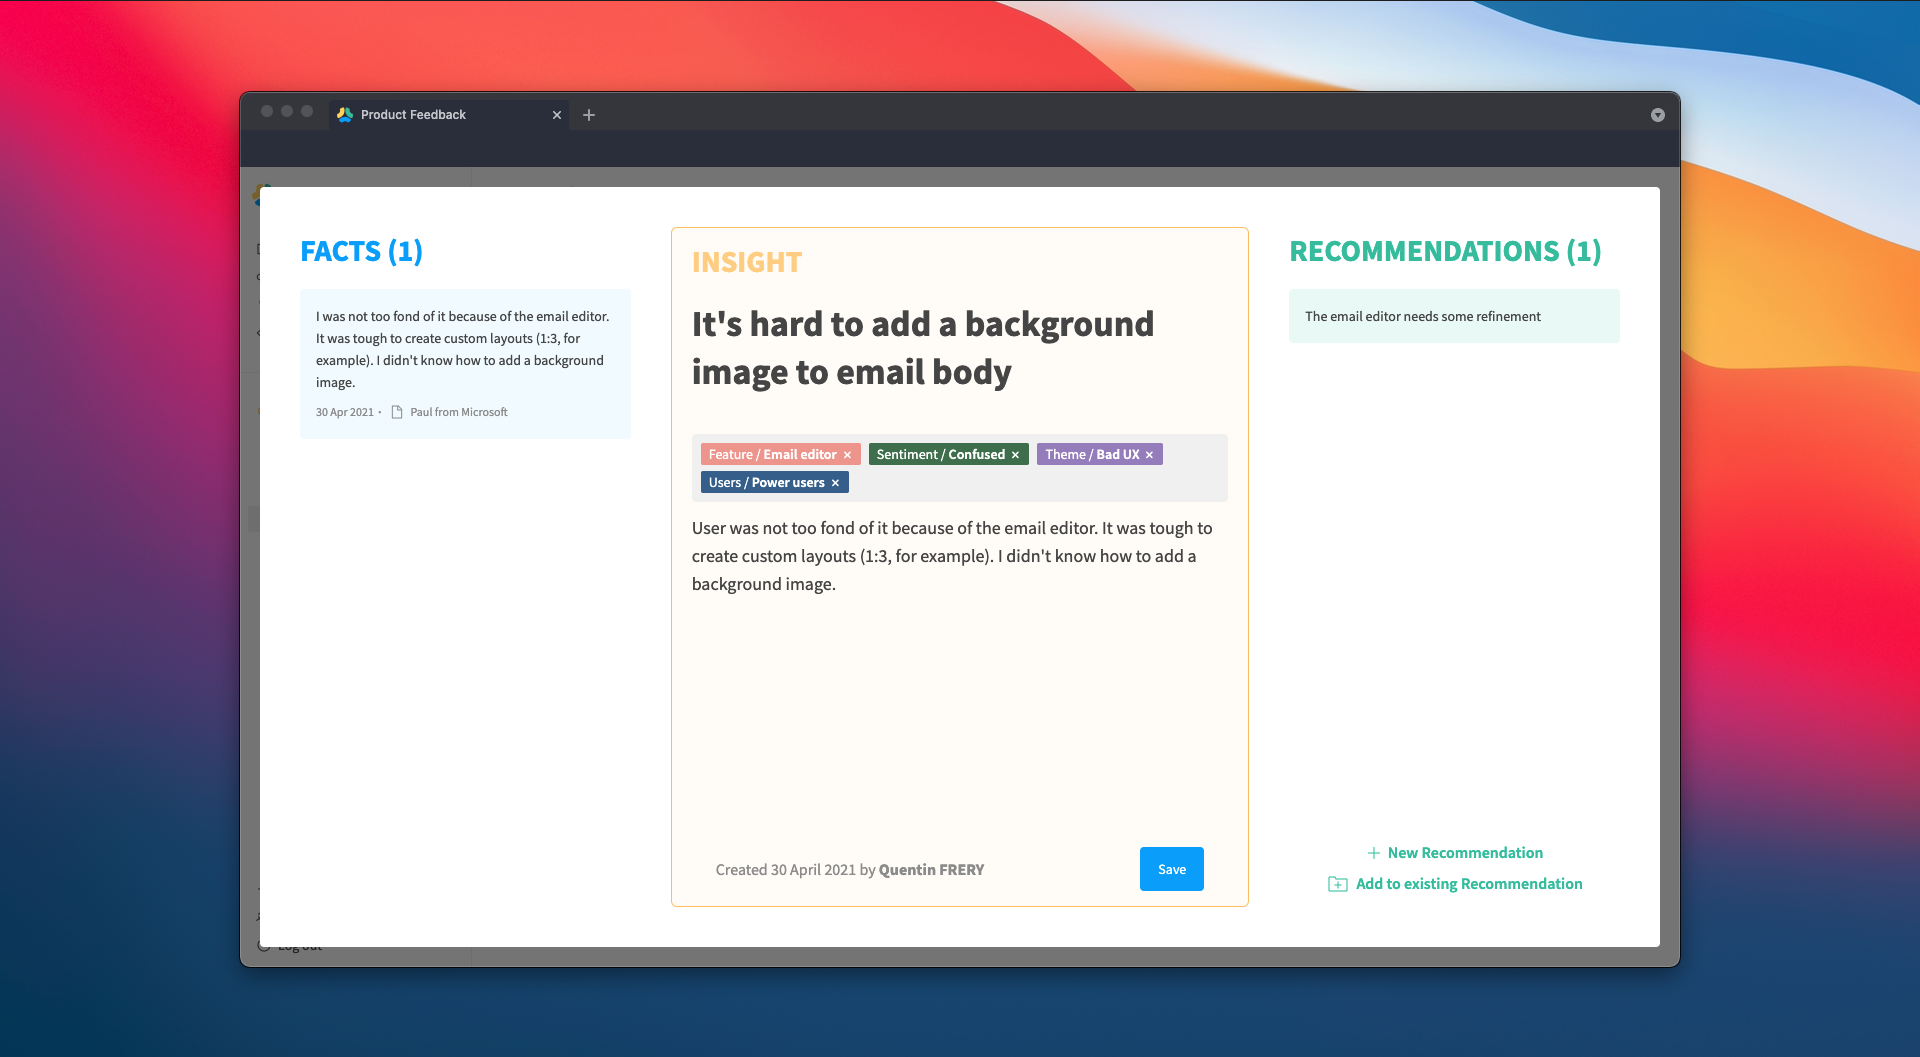 Product Feedback
FACTS (1)
I was not too fond of it because of the email editor.
It was tough to create custom layouts (1:3, for
example). I didn't know how to add a background
image.
30 Apr 2021 • Paul from Microsoft
INSIGHT
It's hard to add a background
image to email body
Feature / Email editor × Sentiment / Confused × Theme / Bad UX ×
Users / Power users ×
User was not too fond of it because of the email editor. It was tough to
create custom layouts (1:3, for example). I didn't know how to add a
background image.
Created 30 April 2021 by Quentin FRERY
Save
RECOMMENDATIONS (1)
The email editor needs some refinement
New Recommendation
Add to existing Recommendation
Log out